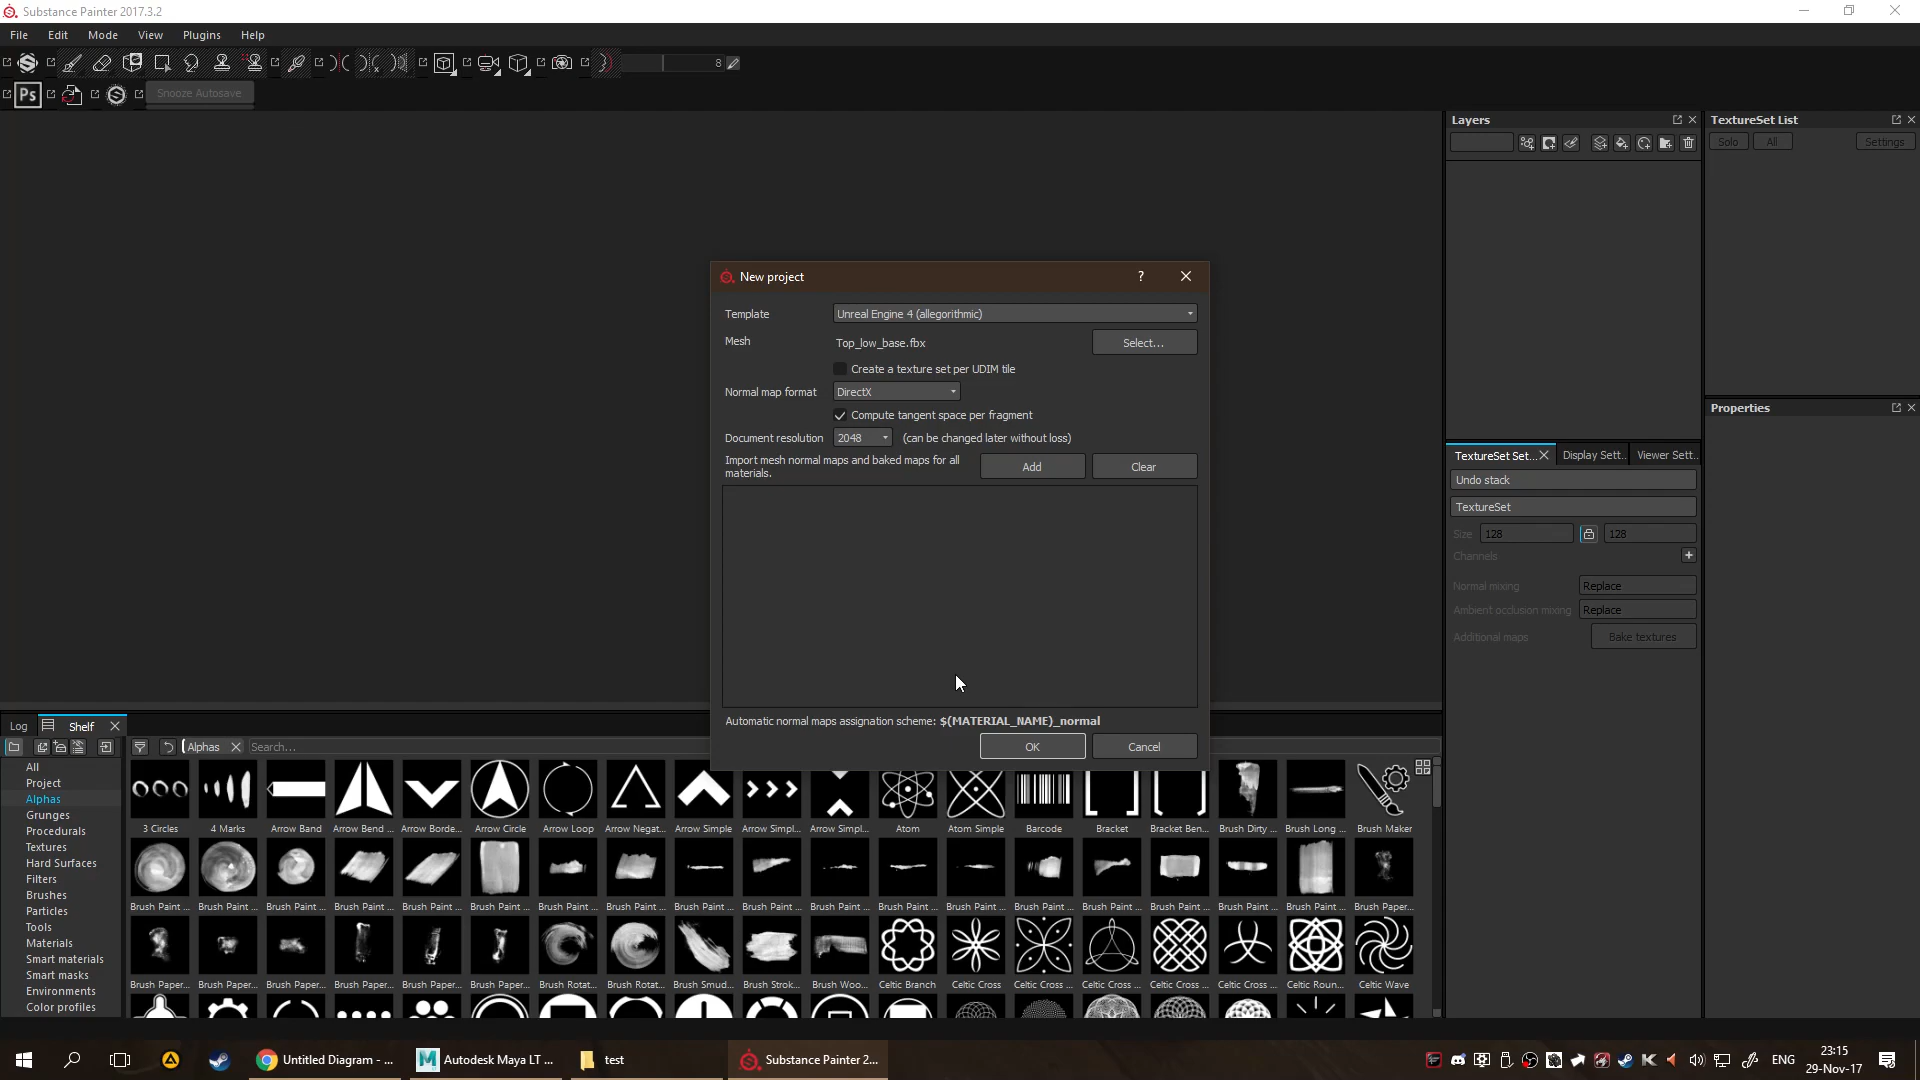 Substance Painter 2017.3.2
File Edit Mode View Plugins Help
8
Ps Snooze Autosave
Layers
TextureSet List
Solo All Settings
New project ?
Template Unreal Engine 4 (allegorithmic)
Mesh Top_low_base.fbx Select...
Create a texture set per UDIM tile
Normal map format DirectX
Compute tangent space per fragment
Document resolution 2048 (can be changed later without loss)
Import mesh normal maps and baked maps for all
materials.
Add Clear
Automatic normal maps assignation scheme: $(MATERIAL_NAME)_normal
OK Cancel
Properties
TextureSet Set... Display Sett.. Viewer Sett..
Undo stack
TextureSet
Size 128 128
Channels
Normal mixing Replace
Ambient occlusion mixing Replace
Additional maps Bake textures
Log Shelf
Alphas Search...
All
Project
Alphas
Grunges
Procedurals
Textures
Hard Surfaces
Filters
Brushes
Particles
Tools
Materials
Smart materials
Smart masks
Environments
Color profiles
3 Circles 4 Marks Arrow Band Arrow Bend ... Arrow Borde... Arrow Circle Arrow Loop Arrow Negat... Arrow Simple Arrow Simpl... Arrow Simpl... Atom Atom Simple Barcode Bracket Bracket Ben... Brush Dirty ... Brush Long ... Brush Maker
Brush Paint ... Brush Paint ... Brush Paint ... Brush Paint ... Brush Paint ... Brush Paint ... Brush Paint ... Brush Paint ... Brush Paint ... Brush Paint ... Brush Paint ... Brush Paint ... Brush Paint ... Brush Paint ... Brush Paint ... Brush Paint ... Brush Paint ... Brush Paint ... Brush Paper...
Brush Paper... Brush Paper... Brush Paper... Brush Paper... Brush Paper... Brush Paper... Brush Rotat... Brush Rotat... Brush Smud... Brush Strok... Brush Woo... Celtic Branch Celtic Cross Celtic Cross ... Celtic Cross ... Celtic Cross ... Celtic Cross ... Celtic Roun... Celtic Wave
Untitled Diagram - ... Autodesk Maya LT ... test Substance Painter 2... ENG
23:15
29-Nov-17